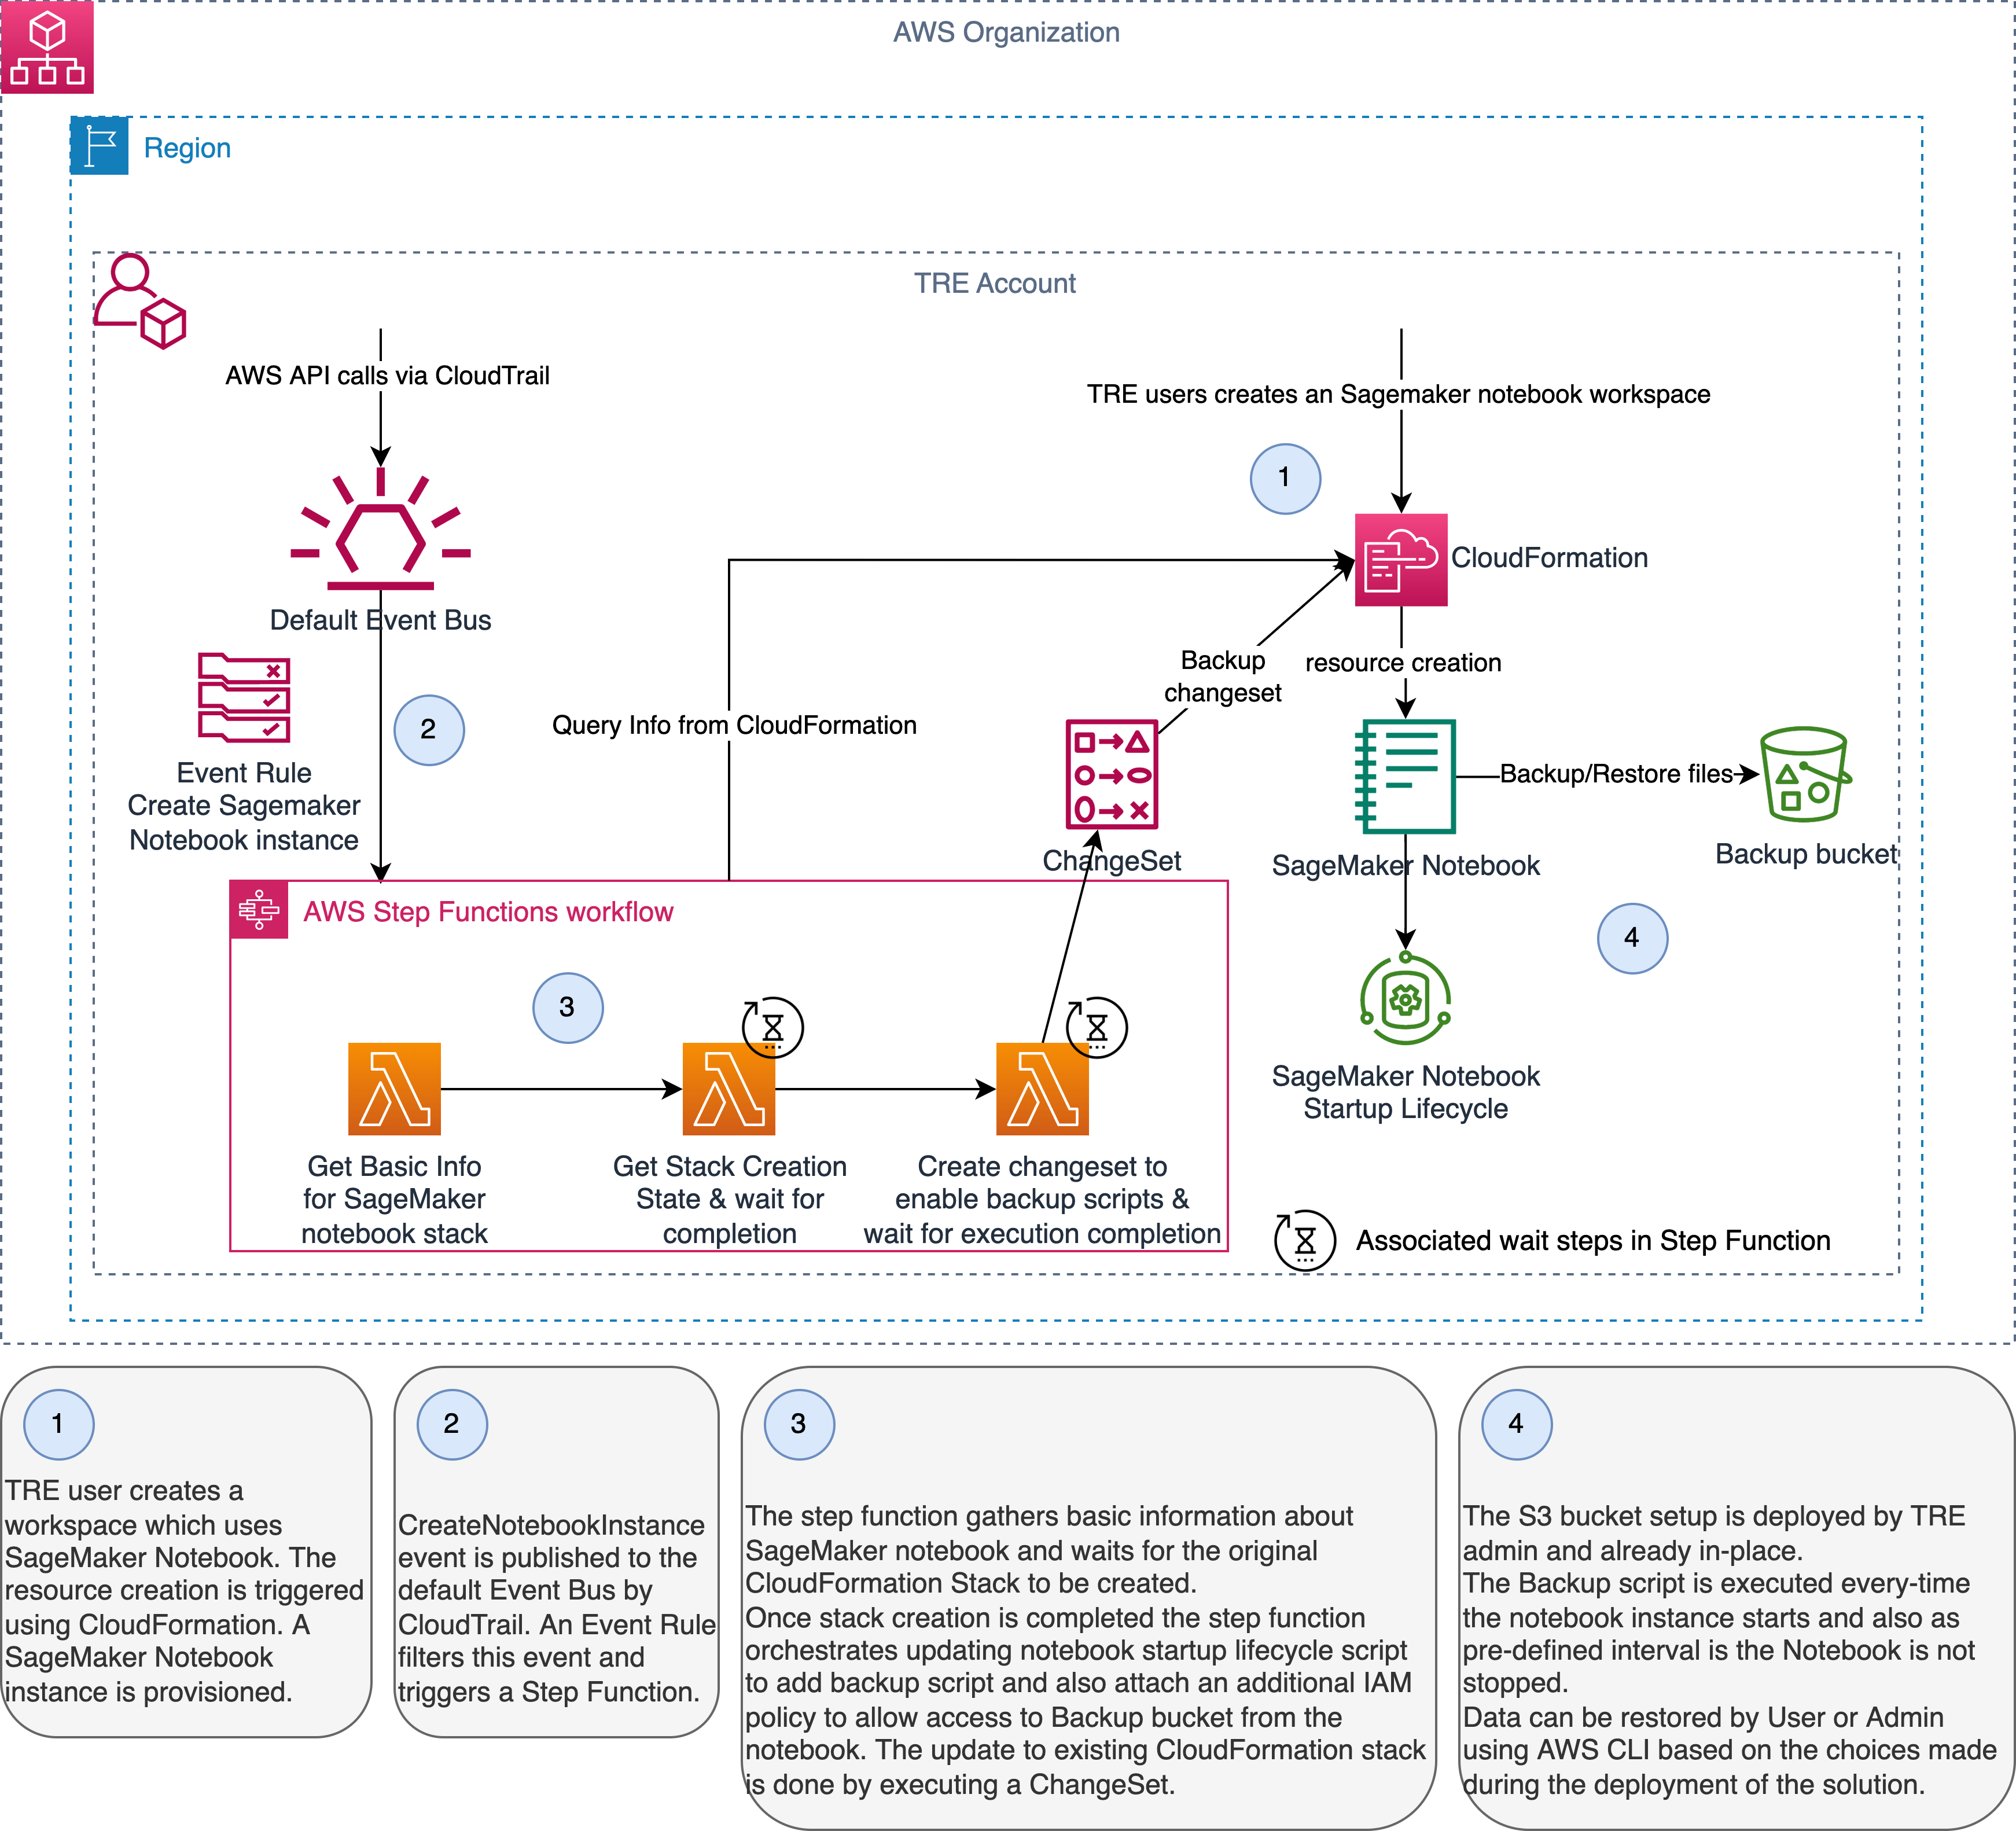 AWS Organization
Region
TRE Account
AWS API calls via CloudTrail
TRE users creates an Sagemaker notebook workspace
1
CloudFormation
Default Event Bus
Backup
changeset
resource creation
2
Query Info from CloudFormation
Event Rule
Create Sagemaker
Notebook instance
Backup/Restore files
ChangeSet
SageMaker Notebook
Backup bucket
AWS Step Functions workflow
4
3
SageMaker Notebook
Startup Lifecycle
Get Basic Info
for SageMaker
notebook stack
Get Stack Creation
State & wait for
completion
Create changeset to
enable backup scripts &
wait for execution completion
Associated wait steps in Step Function
1
TRE user creates a
workspace which uses
SageMaker Notebook. The
resource creation is triggered
using CloudFormation. A
SageMaker Notebook
instance is provisioned.
2
CreateNotebookInstance
event is published to the
default Event Bus by
CloudTrail. An Event Rule
filters this event and
triggers a Step Function.
3
The step function gathers basic information about
SageMaker notebook and waits for the original
CloudFormation Stack to be created.
Once stack creation is completed the step function
orchestrates updating notebook startup lifecycle script
to add backup script and also attach an additional IAM
policy to allow access to Backup bucket from the
notebook. The update to existing CloudFormation stack
is done by executing a ChangeSet.
4
The S3 bucket setup is deployed by TRE
admin and already in-place.
The Backup script is executed every-time
the notebook instance starts and also as
pre-defined interval is the Notebook is not
stopped.
Data can be restored by User or Admin
using AWS CLI based on the choices made
during the deployment of the solution.